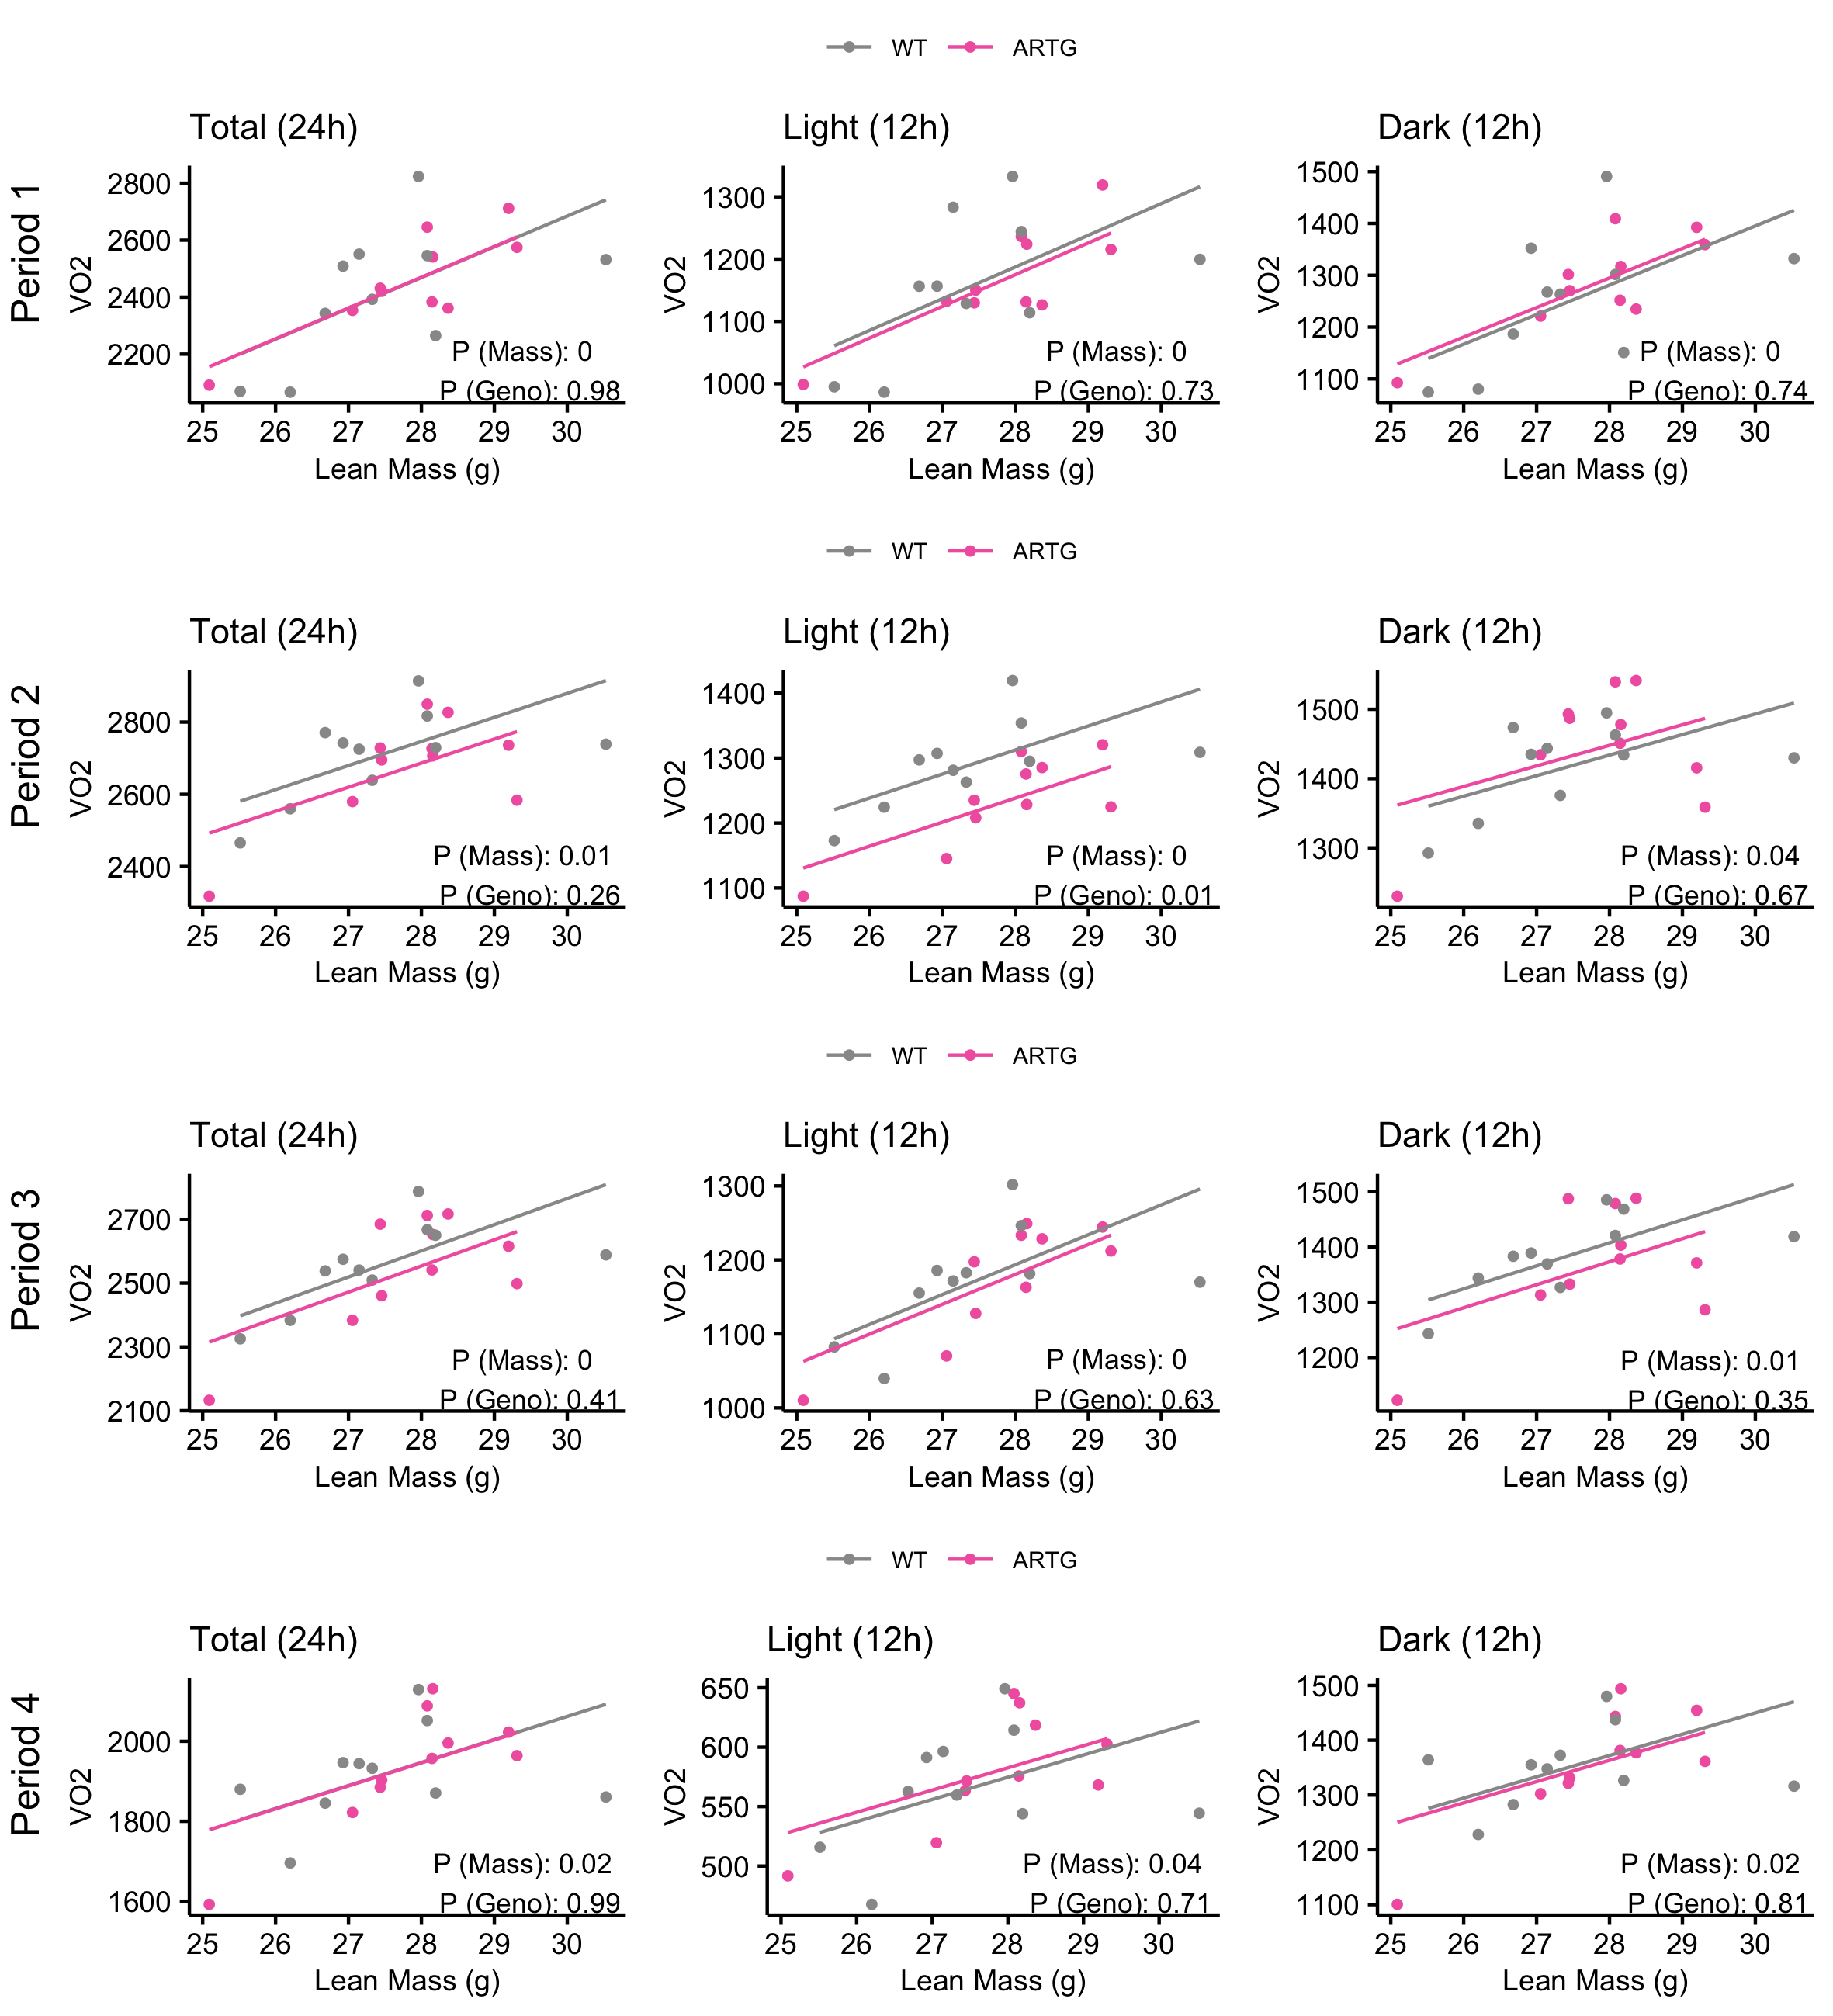 WT ARTG
Total (24h) Light (12h) Dark (12h)
Period 1
VO2
2800
2600
2400
2200
P (Mass): 0
P (Geno): 0.98
25 26 27 28 29 30
Lean Mass (g)
VO2
1300
1200
1100
1000
P (Mass): 0
P (Geno): 0.73
25 26 27 28 29 30
Lean Mass (g)
VO2
1500
1400
1300
1200
1100
P (Mass): 0
P (Geno): 0.74
25 26 27 28 29 30
Lean Mass (g)
WT ARTG
Total (24h) Light (12h) Dark (12h)
Period 2
VO2
2800
2600
2400
P (Mass): 0.01
P (Geno): 0.26
25 26 27 28 29 30
Lean Mass (g)
VO2
1400
1300
1200
1100
P (Mass): 0
P (Geno): 0.01
25 26 27 28 29 30
Lean Mass (g)
VO2
1500
1400
1300
P (Mass): 0.04
P (Geno): 0.67
25 26 27 28 29 30
Lean Mass (g)
WT ARTG
Total (24h) Light (12h) Dark (12h)
Period 3
VO2
2700
2500
2300
2100
P (Mass): 0
P (Geno): 0.41
25 26 27 28 29 30
Lean Mass (g)
VO2
1300
1200
1100
1000
P (Mass): 0
P (Geno): 0.63
25 26 27 28 29 30
Lean Mass (g)
VO2
1500
1400
1300
1200
P (Mass): 0.01
P (Geno): 0.35
25 26 27 28 29 30
Lean Mass (g)
WT ARTG
Total (24h) Light (12h) Dark (12h)
Period 4
VO2
2000
1800
1600
P (Mass): 0.02
P (Geno): 0.99
25 26 27 28 29 30
Lean Mass (g)
VO2
650
600
550
500
P (Mass): 0.04
P (Geno): 0.71
25 26 27 28 29 30
Lean Mass (g)
VO2
1500
1400
1300
1200
1100
P (Mass): 0.02
P (Geno): 0.81
25 26 27 28 29 30
Lean Mass (g)